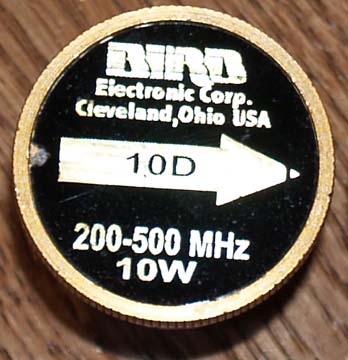 BIRD
Electronic Corp.
Cleveland,Ohio USA
10D
200-500 MHz
10W